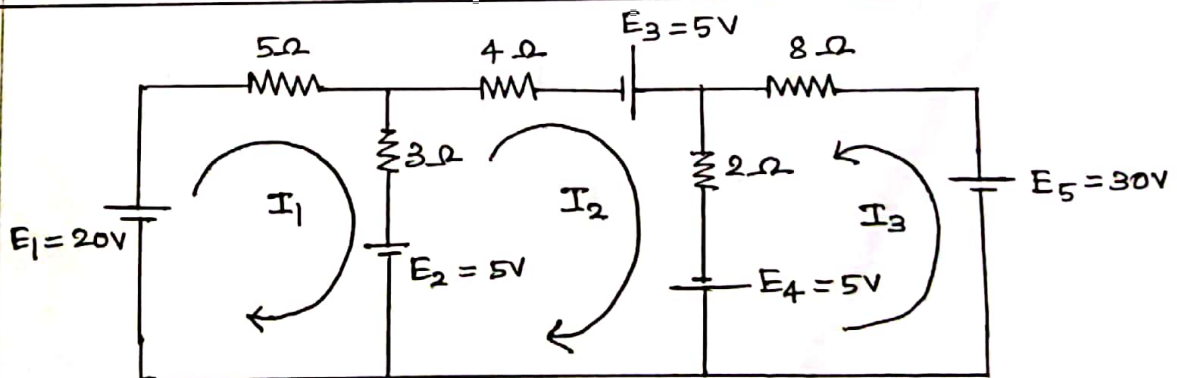 E3 = 5V
5Ω
4Ω
8Ω
3Ω
2Ω
I1
I2
I3
E5 = 30V
E1 = 20V
E2 = 5V
E4 = 5V